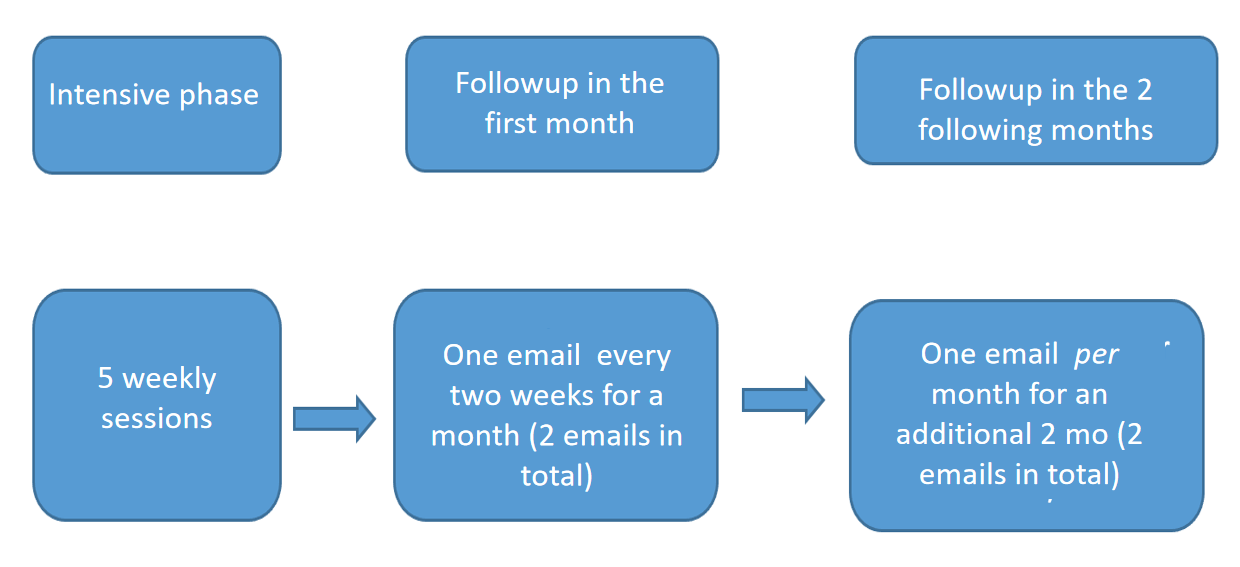 Intensive phase
Followup in the
first month
Followup in the 2
following months
5 weekly
sessions
One email  every
two weeks for a
month (2 emails in
total)
One email  per
month for an
additional 2 mo (2
emails in total)